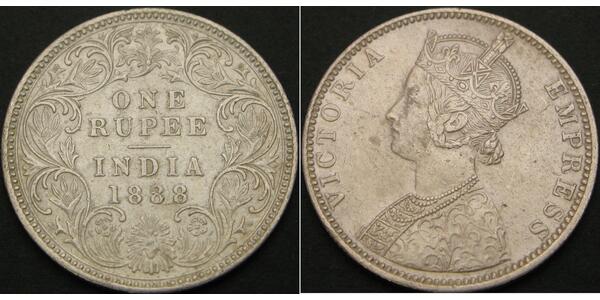 ONE
RUPEE
INDIA
1888
VICTORIA EMPRESS